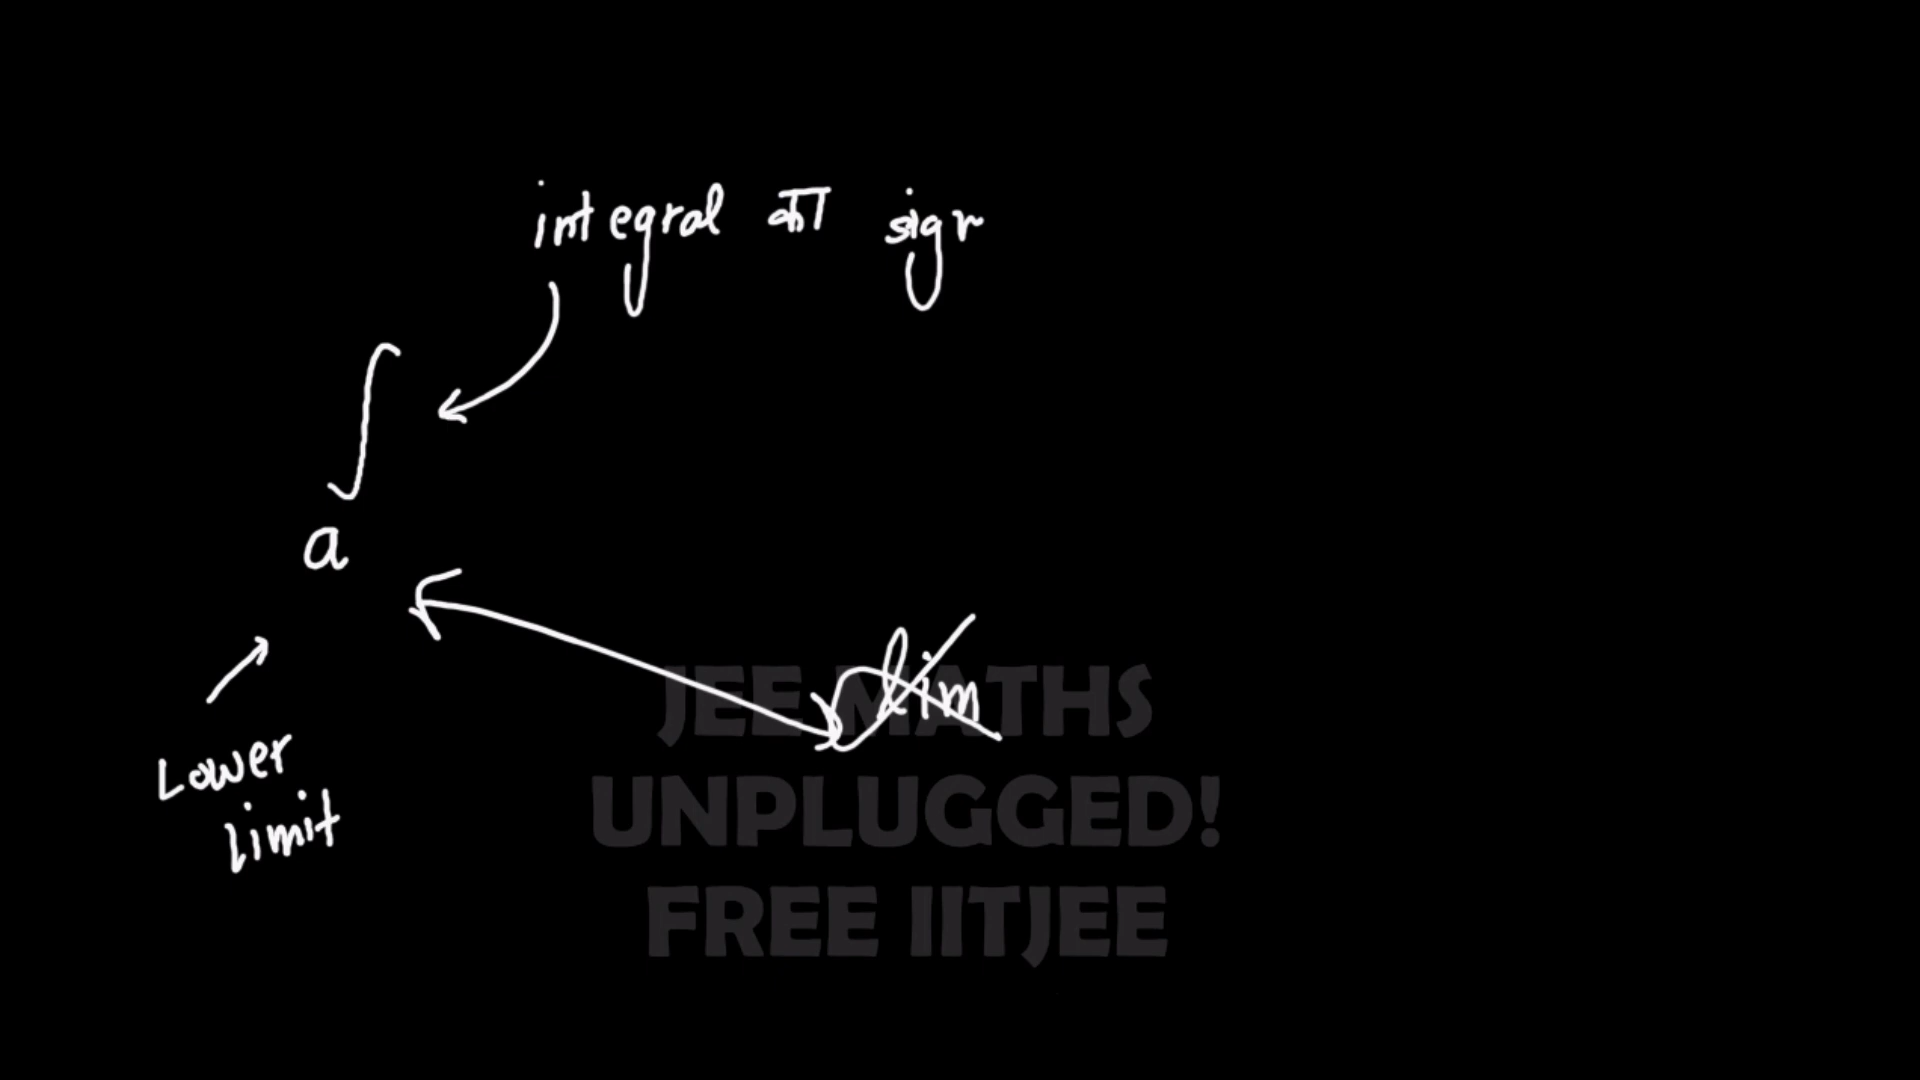 integral का sign
∫
a
lim
Lower
limit
JEE MATHS
UNPLUGGED!
FREE IITJEE